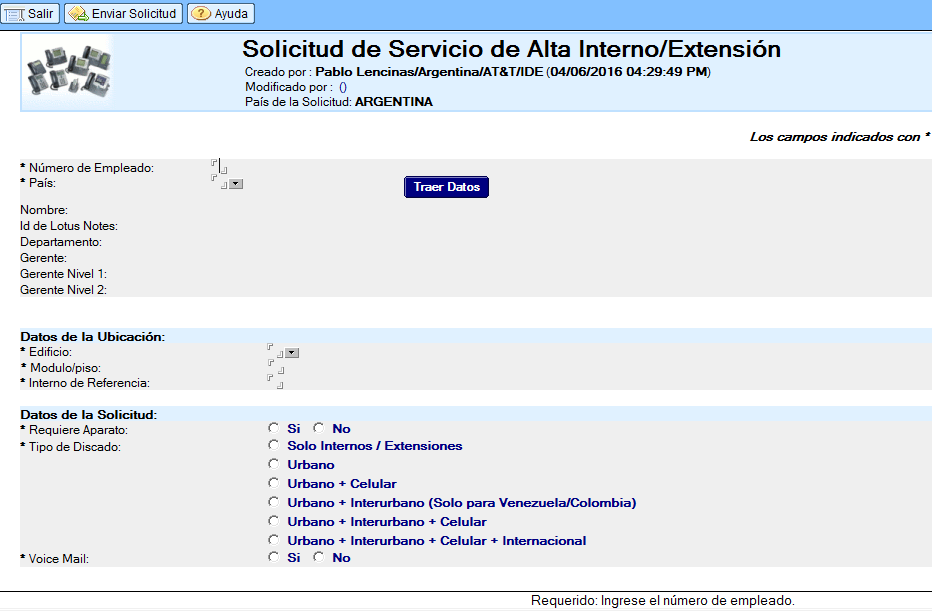 Salir Enviar Solicitud Ayuda
Solicitud de Servicio de Alta Interno/Extensión
Creado por : Pablo Lencinas/Argentina/AT&T/IDE (04/06/2016 04:29:49 PM)
Modificado por : ()
País de la Solicitud: ARGENTINA
Los campos indicados con *
* Número de Empleado:
* País:
Traer Datos
Nombre:
Id de Lotus Notes:
Departamento:
Gerente:
Gerente Nivel 1:
Gerente Nivel 2:
Datos de la Ubicación:
* Edificio:
* Modulo/piso:
* Interno de Referencia:
Datos de la Solicitud:
* Requiere Aparato: Si No
* Tipo de Discado: Solo Internos / Extensiones
Urbano
Urbano + Celular
Urbano + Interurbano (Solo para Venezuela/Colombia)
Urbano + Interurbano + Celular
Urbano + Interurbano + Celular + Internacional
* Voice Mail: Si No
Requerido: Ingrese el número de empleado.